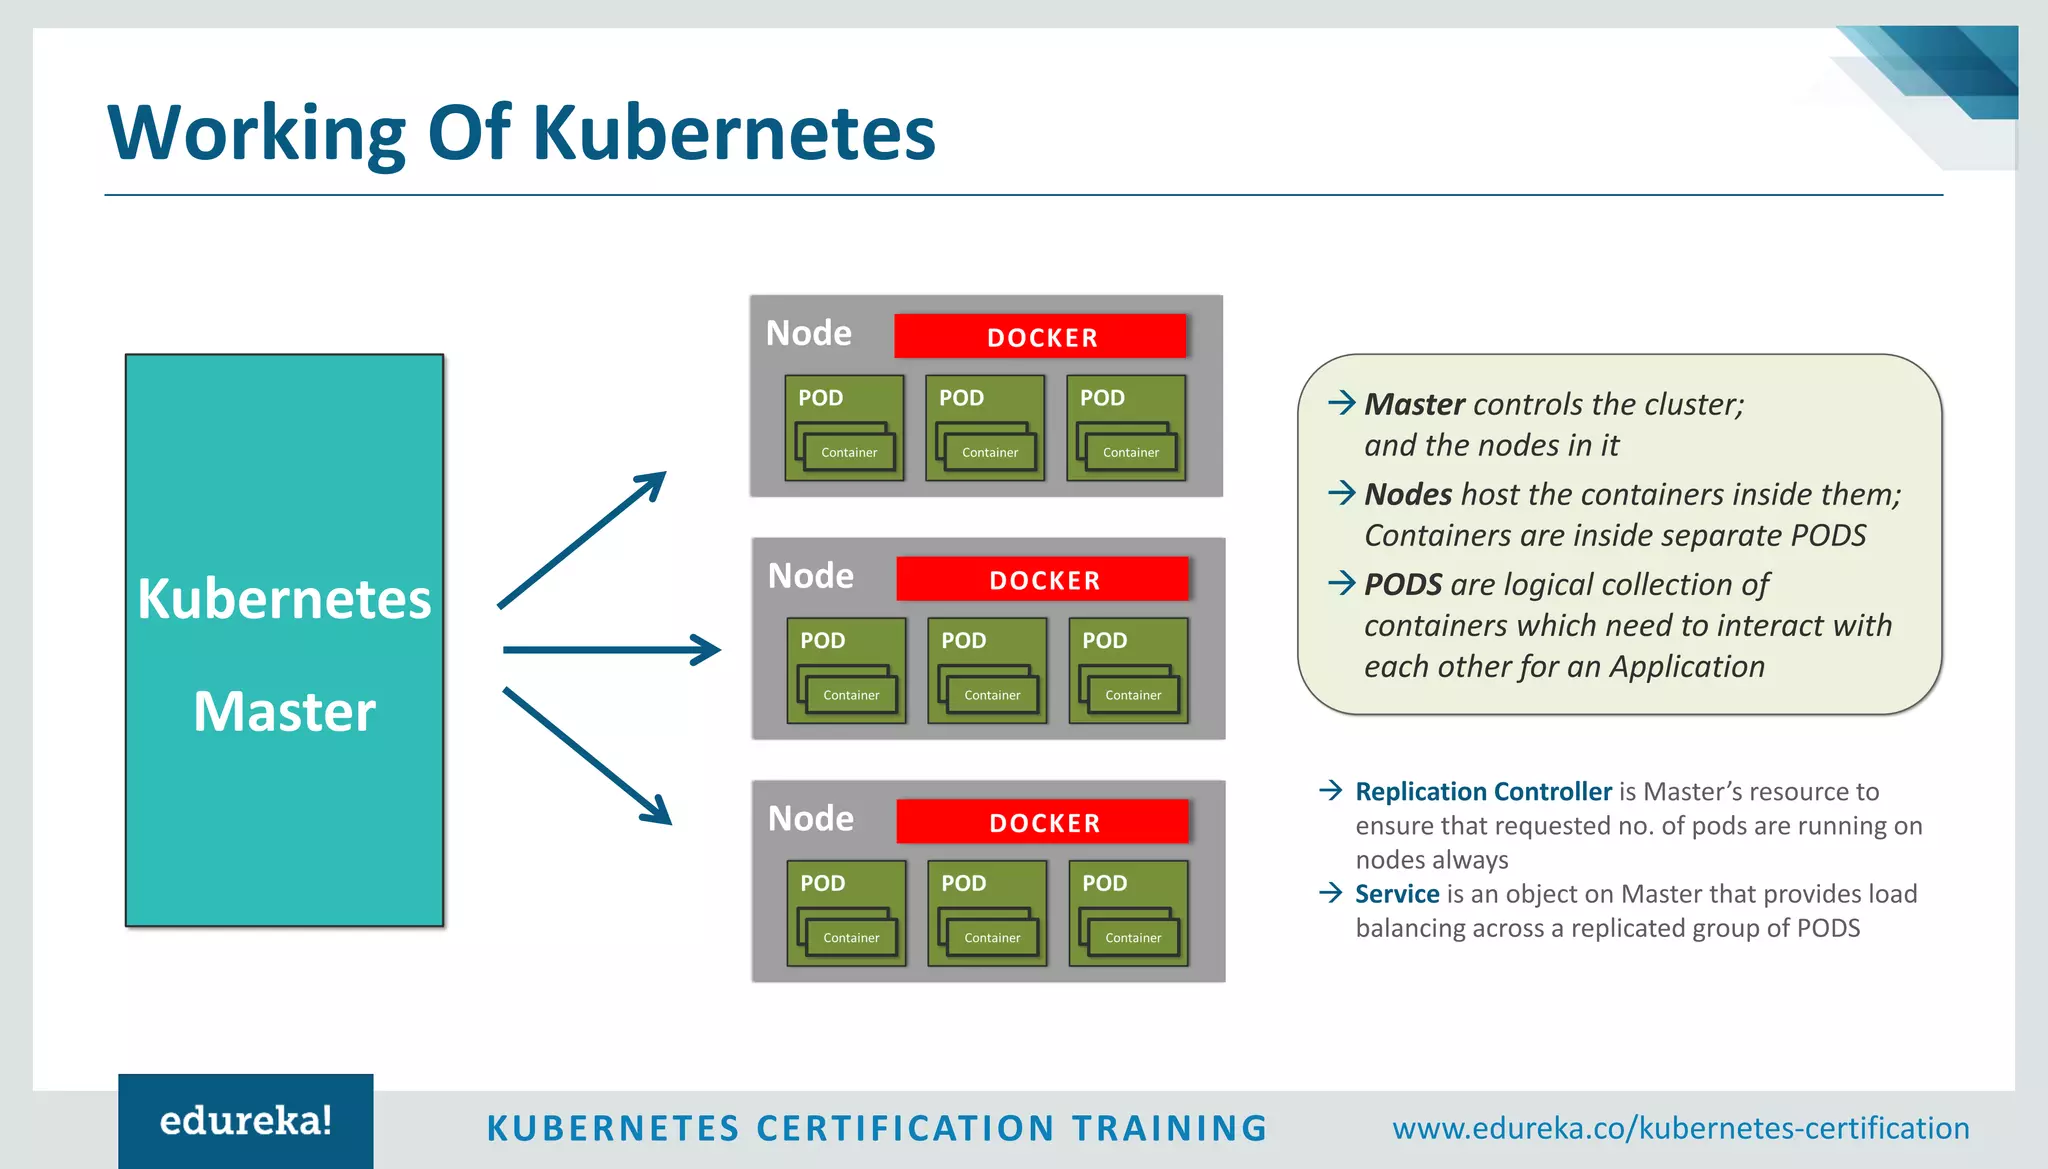 Working Of Kubernetes
Kubernetes
Master
Node
DOCKER
POD
POD
POD
Container
Container
Container
Node
DOCKER
POD
POD
POD
Container
Container
Container
Node
DOCKER
POD
POD
POD
Container
Container
Container
→ Master controls the cluster;
and the nodes in it
→ Nodes host the containers inside them;
Containers are inside separate PODS
→ PODS are logical collection of
containers which need to interact with
each other for an Application
→ Replication Controller is Master’s resource to
ensure that requested no. of pods are running on
nodes always
→ Service is an object on Master that provides load
balancing across a replicated group of PODS
edureka!
KUBERNETES CERTIFICATION TRAINING
www.edureka.co/kubernetes-certification